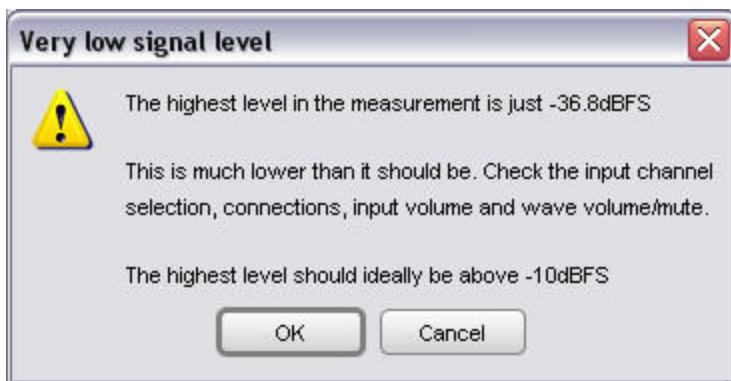 Very low signal level
The highest level in the measurement is just -36.8dBFS
This is much lower than it should be. Check the input channel
selection, connections, input volume and wave volume/mute.
The highest level should ideally be above -10dBFS
OK
Cancel